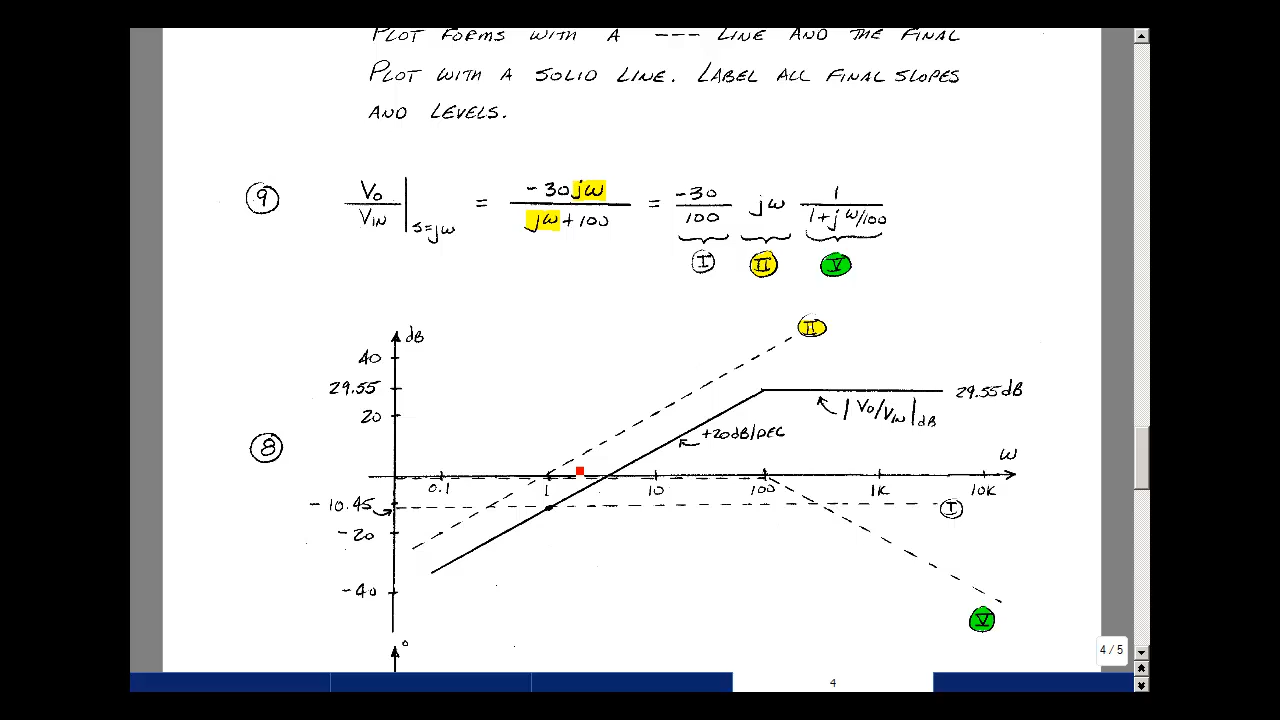 PLOT FORMS WITH A --- LINE AND THE FINAL
PLOT WITH A SOLID LINE. LABEL ALL FINAL SLOPES
AND LEVELS.
9 Vo/VIN | s=jω = -30jω / jω+100 = -30/100 jω 1/1+jω/100
I II V
dB
II
40
29.55
29.55dB
|Vo/VIN|dB
20
+20dB/DEC
8
ω
0.1 1 10 100 1K 10K
-10.45
I
-20
-40
V
°
4 / 5
4